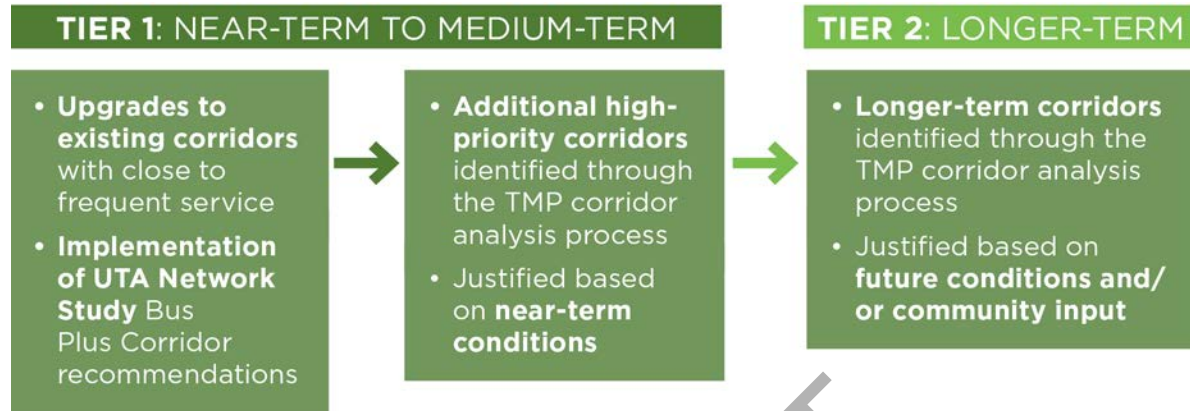 TIER 1: NEAR-TERM TO MEDIUM-TERM
• Upgrades to
existing corridors
with close to
frequent service
• Implementation
of UTA Network
Study Bus
Plus Corridor
recommendations
• Additional high-
priority corridors
identified through
the TMP corridor
analysis process
• Justified based
on near-term
conditions
TIER 2: LONGER-TERM
• Longer-term corridors
identified through the
TMP corridor analysis
process
• Justified based on
future conditions and/
or community input